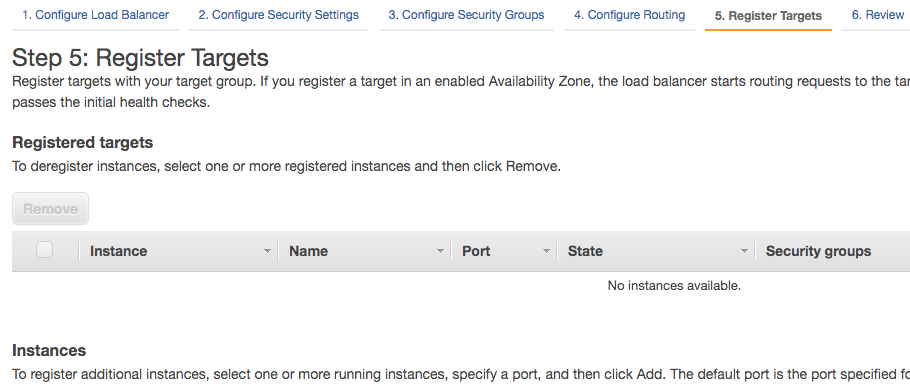 1. Configure Load Balancer 2. Configure Security Settings 3. Configure Security Groups 4. Configure Routing 5. Register Targets 6. Review
Step 5: Register Targets
Register targets with your target group. If you register a target in an enabled Availability Zone, the load balancer starts routing requests to the
passes the initial health checks.
Registered targets
To deregister instances, select one or more registered instances and then click Remove.
Remove
Instance Name Port State Security groups
No instances available.
Instances
To register additional instances, select one or more running instances, specify a port, and then click Add. The default port is the port specified